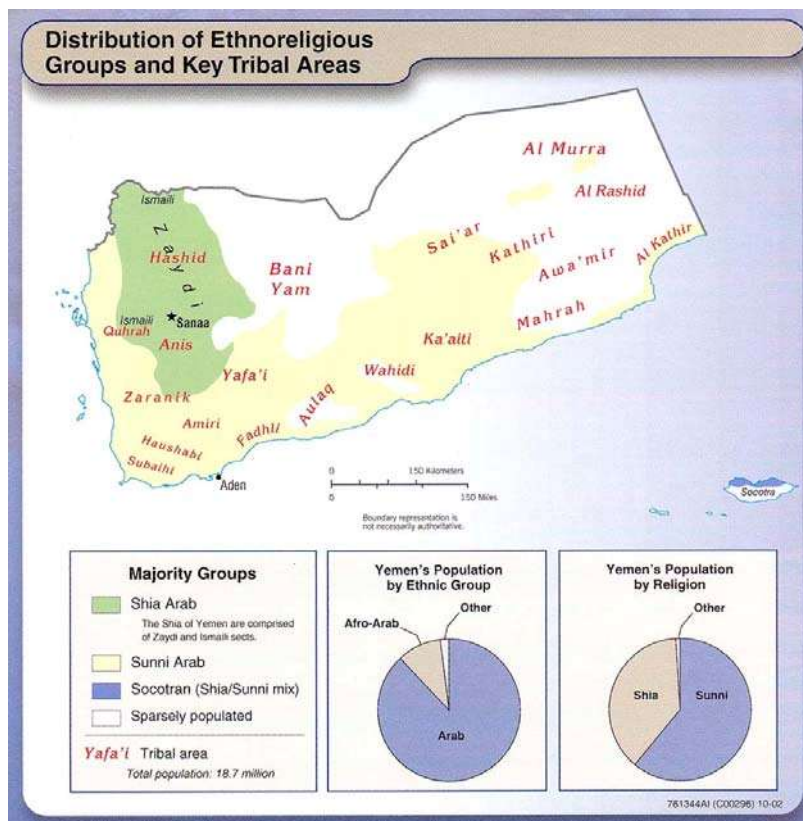 Distribution of Ethnoreligious
Groups and Key Tribal Areas
Al Murra
Ismaili
Al Rashid
Zaydi
Sai'ar
Hashid
Kathiri
Al Kathir
Bani
Yam
Awa'mir
Ismaili
Sanaa
Mahrah
Quhrah
Anis
Ka'aiti
Yafa'i
Wahidi
Zaranik
Aulaq
Amiri
Fadhli
Haushabi
Subaihi
Aden
0 150 Kilometers
0 150 Miles
Boundary representation is
not necessarily authoritative.
Socotra
Majority Groups
Shia Arab
The Shia of Yemen are comprised
of Zaydi and Ismaili sects.
Sunni Arab
Socotran (Shia/Sunni mix)
Sparsely populated
Yafa'i Tribal area
Total population: 18.7 million
Yemen's Population
by Ethnic Group
Other
Afro-Arab
Arab
Yemen's Population
by Religion
Other
Shia
Sunni
761344AI (C00296) 10-02